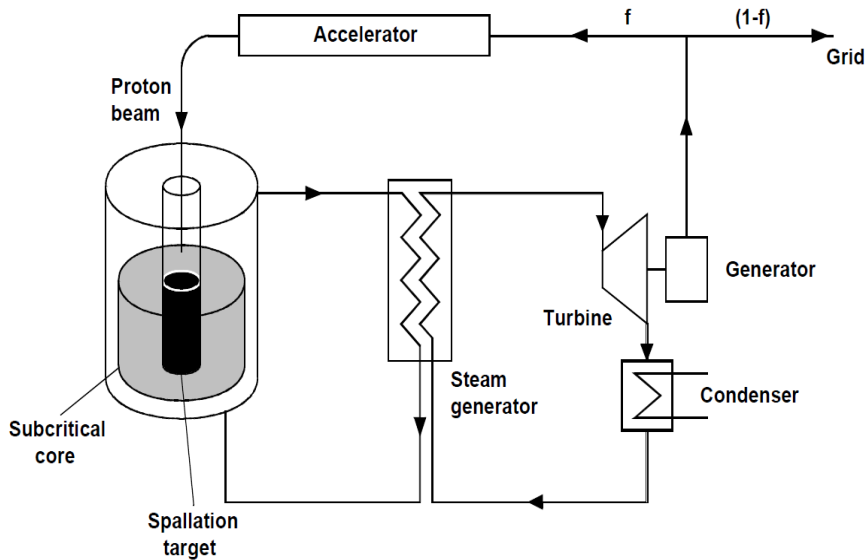 f
(1-f)
Accelerator
Grid
Proton
beam
Generator
Turbine
Steam
generator
Condenser
Subcritical
core
Spallation
target